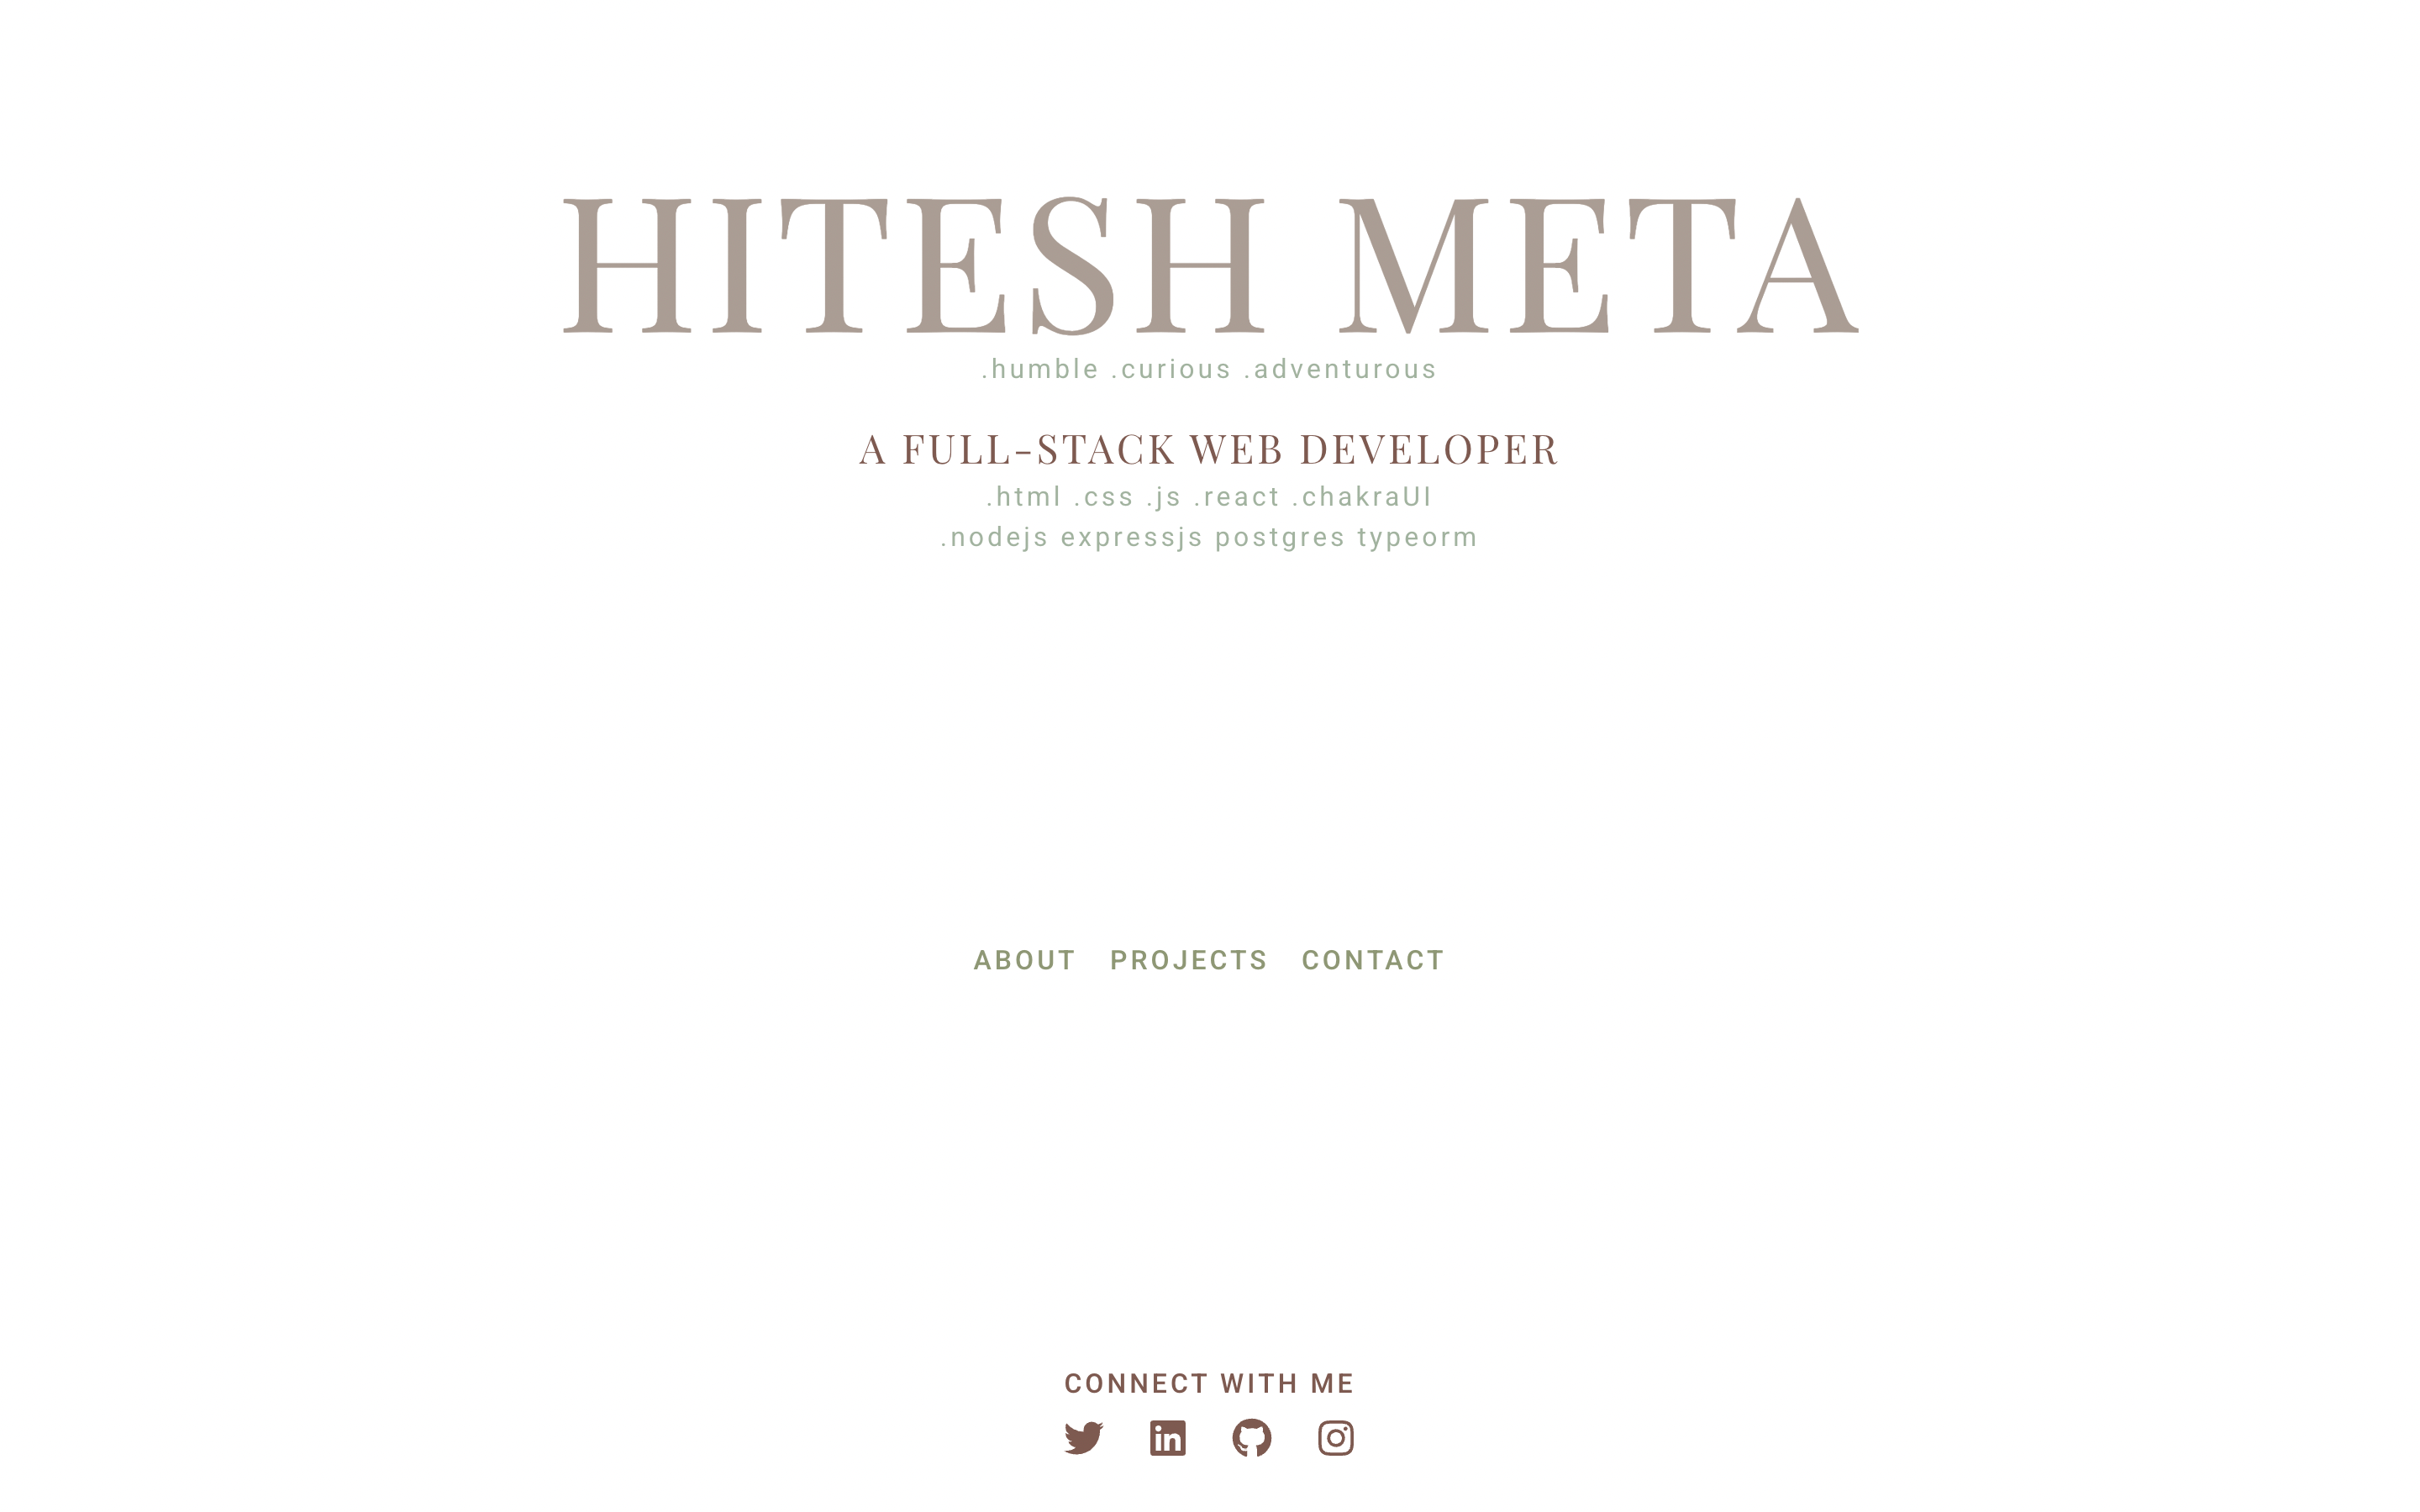 HITESH META
.humble .curious .adventurous
A FULL-STACK WEB DEVELOPER
.html .css .js .react .chakraUI
.nodejs expressjs postgres typeorm
ABOUT PROJECTS CONTACT
CONNECT WITH ME
in